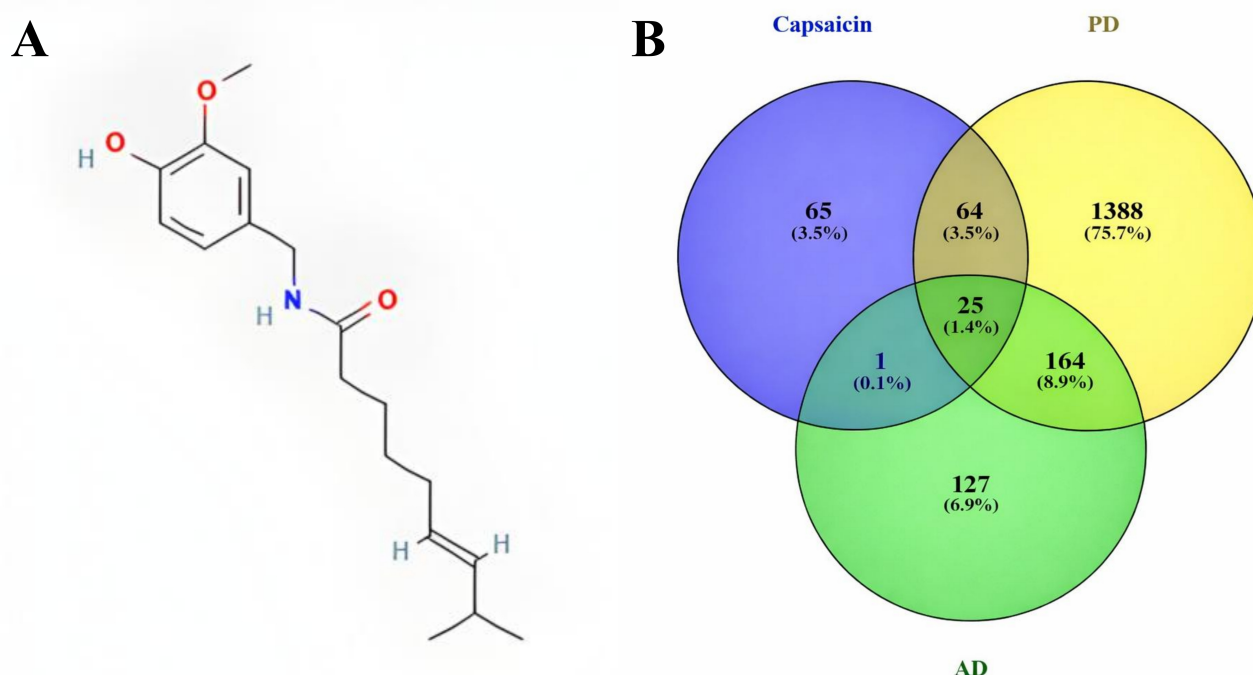 A
O
O
H
N
H
O
H
H
B
Capsaicin
PD
65
(3.5%)
64
(3.5%)
1388
(75.7%)
25
(1.4%)
1
(0.1%)
164
(8.9%)
127
(6.9%)
AD